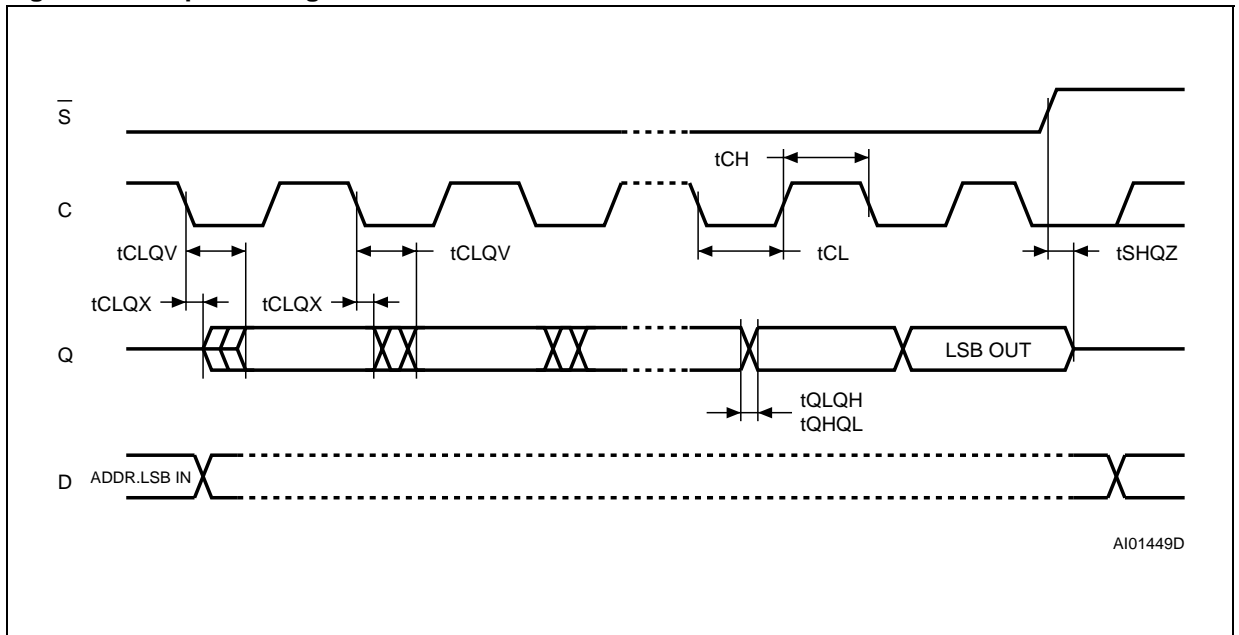 S
tCH
C
tCLQV
tCLQV
tCL
tSHQZ
tCLQX
tCLQX
Q
LSB OUT
tQLQH
tQHQL
D
ADDR.LSB IN
AI01449D